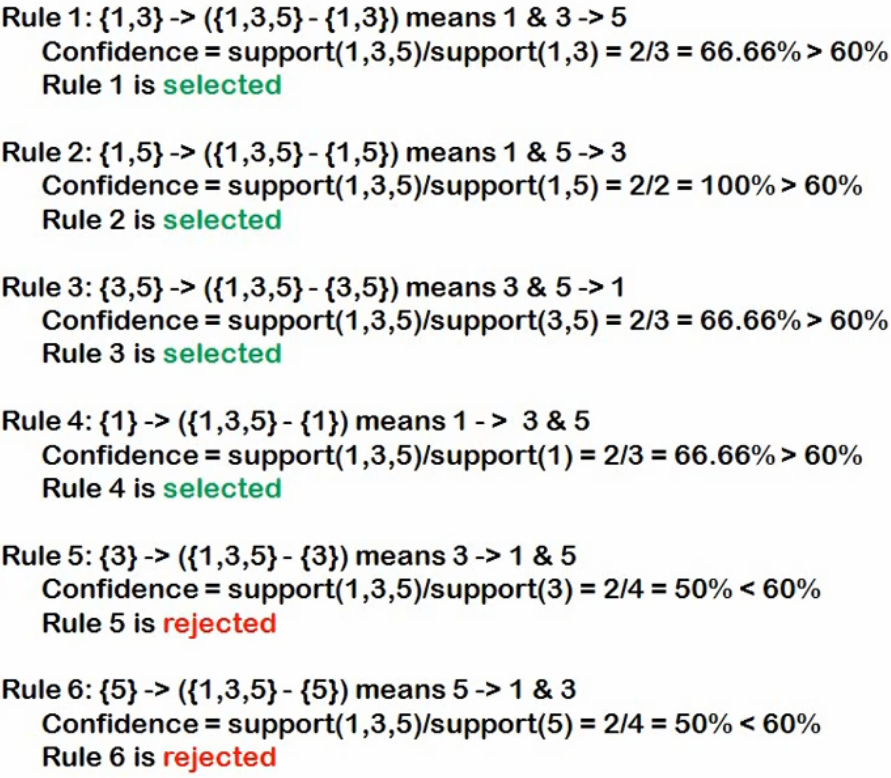 Rule 1: {1,3} -> ({1,3,5} - {1,3}) means 1 & 3 -> 5
Confidence = support(1,3,5)/support(1,3) = 2/3 = 66.66% > 60%
Rule 1 is selected
Rule 2: {1,5} -> ({1,3,5} - {1,5}) means 1 & 5 -> 3
Confidence = support(1,3,5)/support(1,5) = 2/2 = 100% > 60%
Rule 2 is selected
Rule 3: {3,5} -> ({1,3,5} - {3,5}) means 3 & 5 -> 1
Confidence = support(1,3,5)/support(3,5) = 2/3 = 66.66% > 60%
Rule 3 is selected
Rule 4: {1} -> ({1,3,5} - {1}) means 1 - > 3 & 5
Confidence = support(1,3,5)/support(1) = 2/3 = 66.66% > 60%
Rule 4 is selected
Rule 5: {3} -> ({1,3,5} - {3}) means 3 -> 1 & 5
Confidence = support(1,3,5)/support(3) = 2/4 = 50% < 60%
Rule 5 is rejected
Rule 6: {5} -> ({1,3,5} - {5}) means 5 -> 1 & 3
Confidence = support(1,3,5)/support(5) = 2/4 = 50% < 60%
Rule 6 is rejected